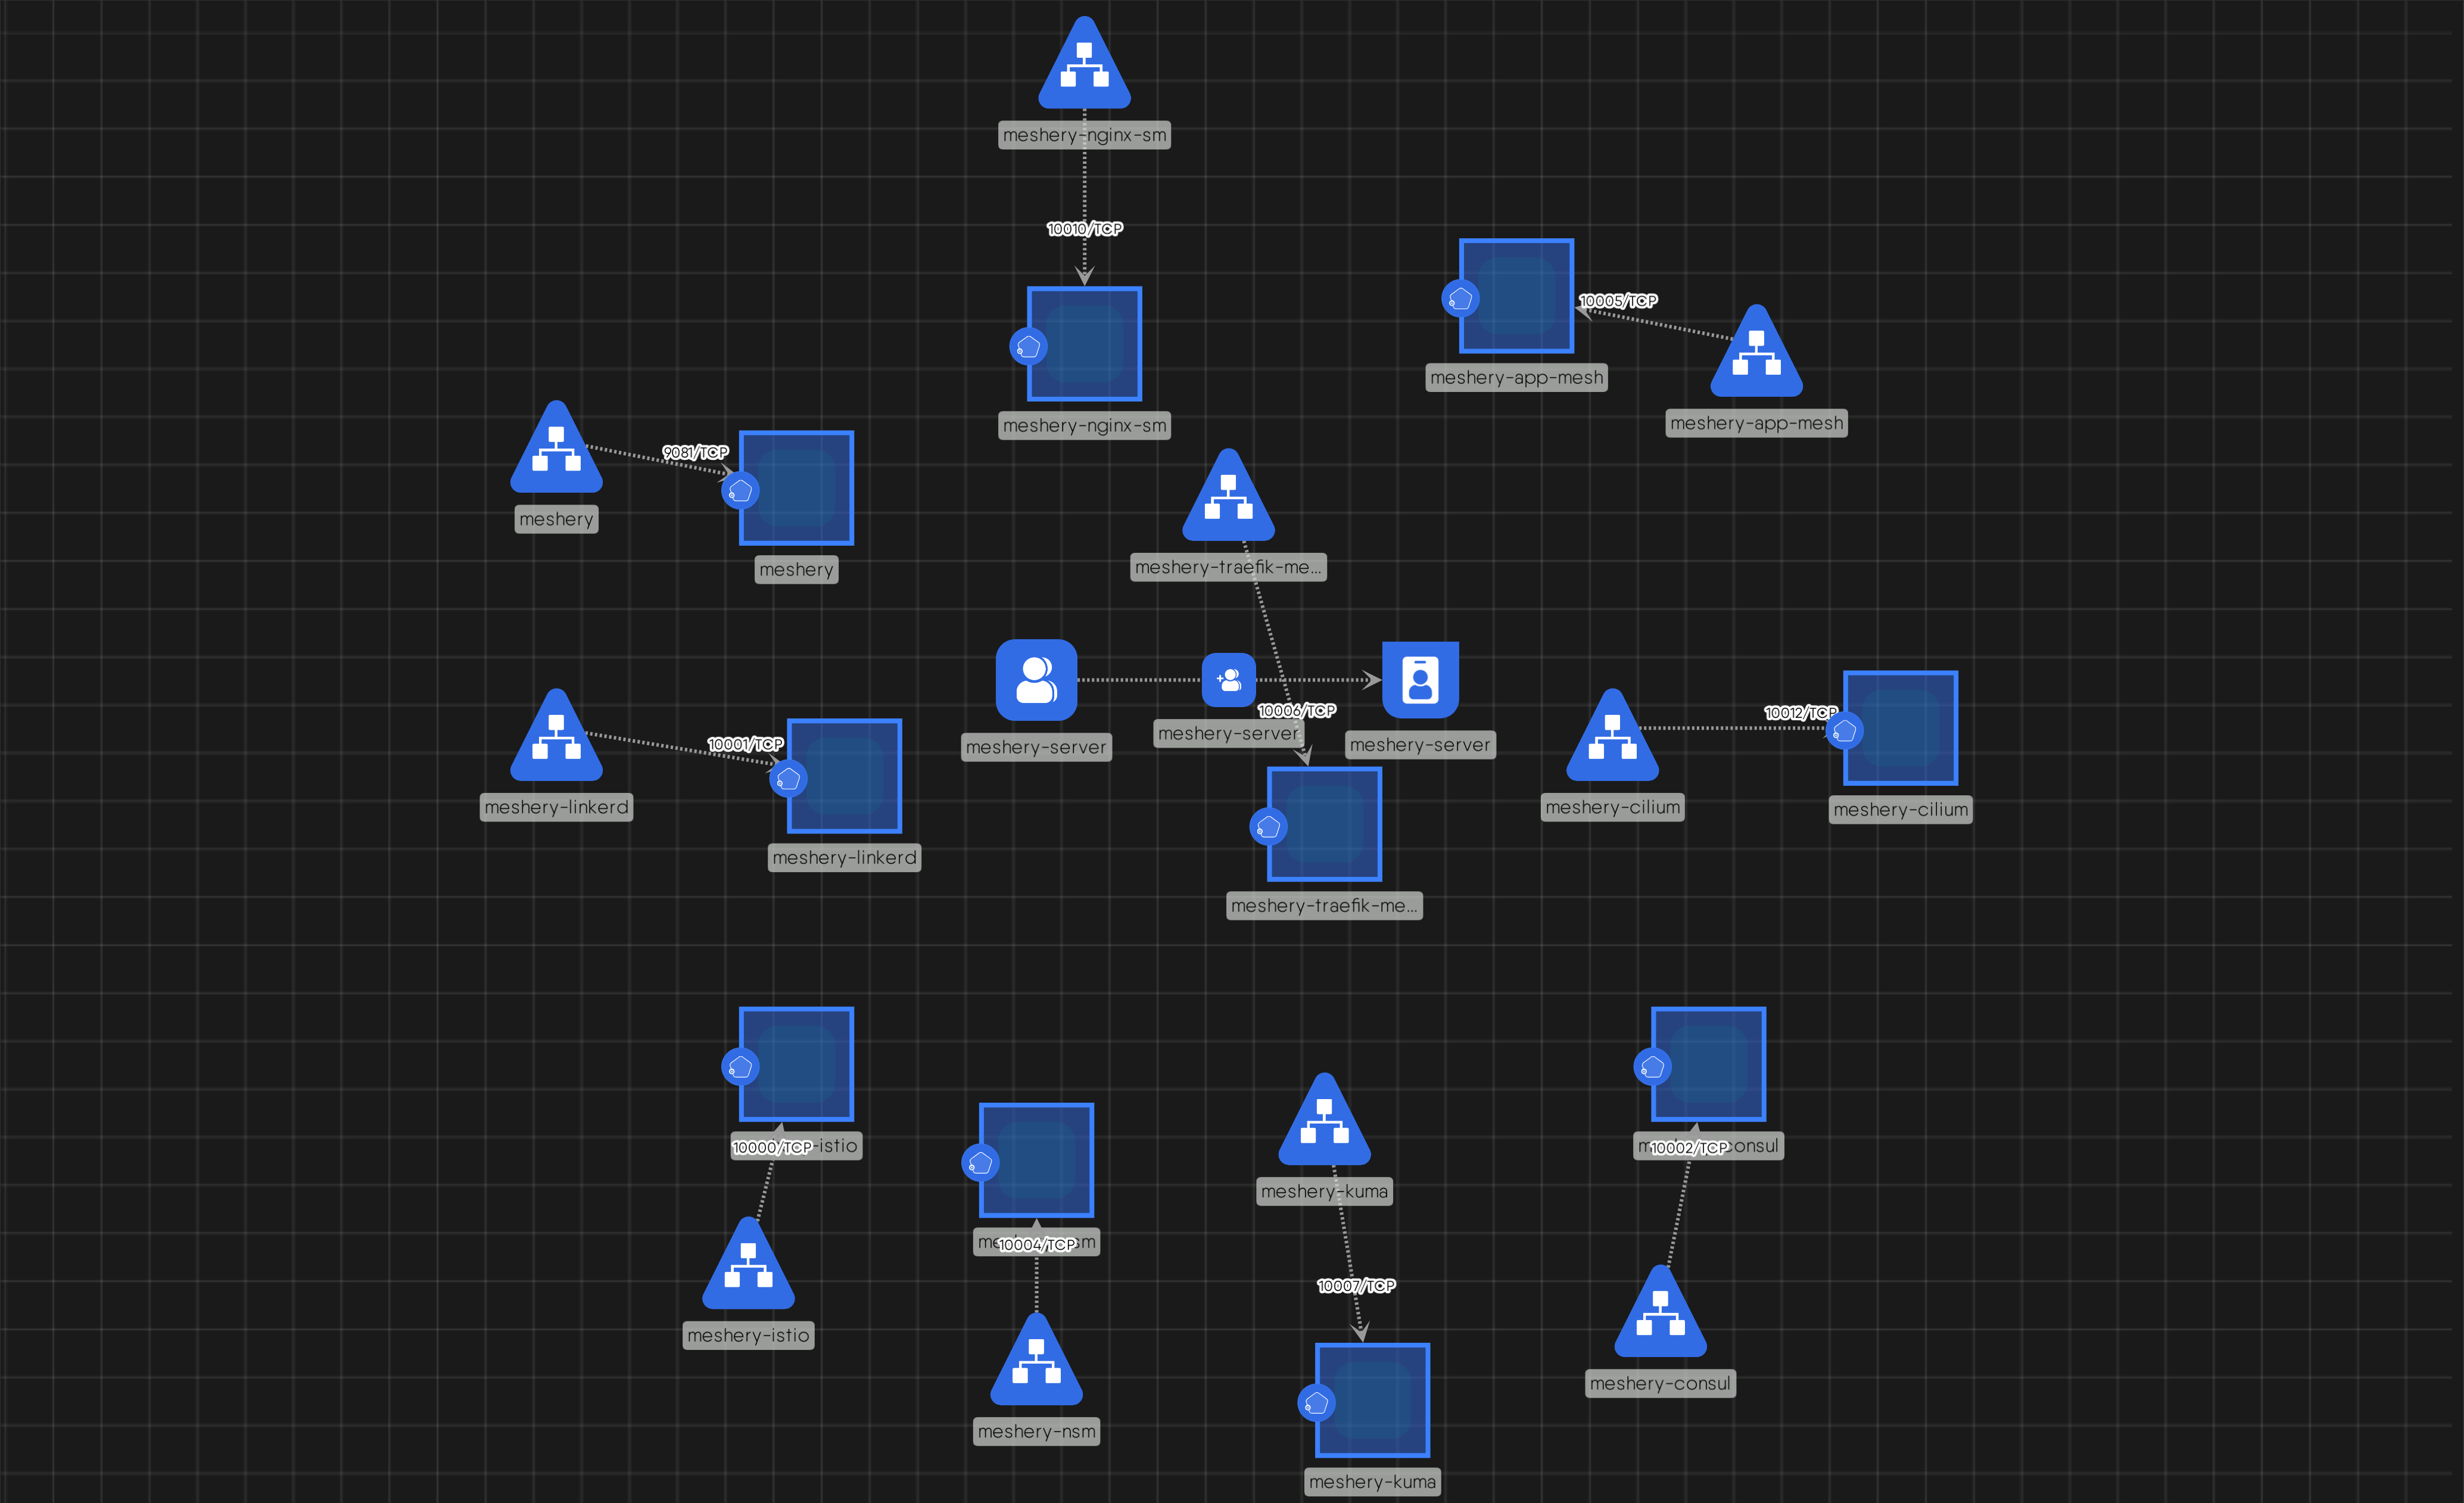 meshery-nginx-sm
10010/TCP
meshery-nginx-sm
10005/TCP
meshery-app-mesh
meshery-app-mesh
9081/TCP
meshery
meshery
meshery-traefik-me...
meshery-server
meshery-server
meshery-server
10006/TCP
meshery-traefik-me...
10001/TCP
meshery-linkerd
meshery-linkerd
10012/TCP
meshery-cilium
meshery-cilium
10000/TCP
-istio
meshery-istio
10004/TCP
meshery-nsm
meshery-kuma
10007/TCP
meshery-kuma
10002/TCP
consul
meshery-consul